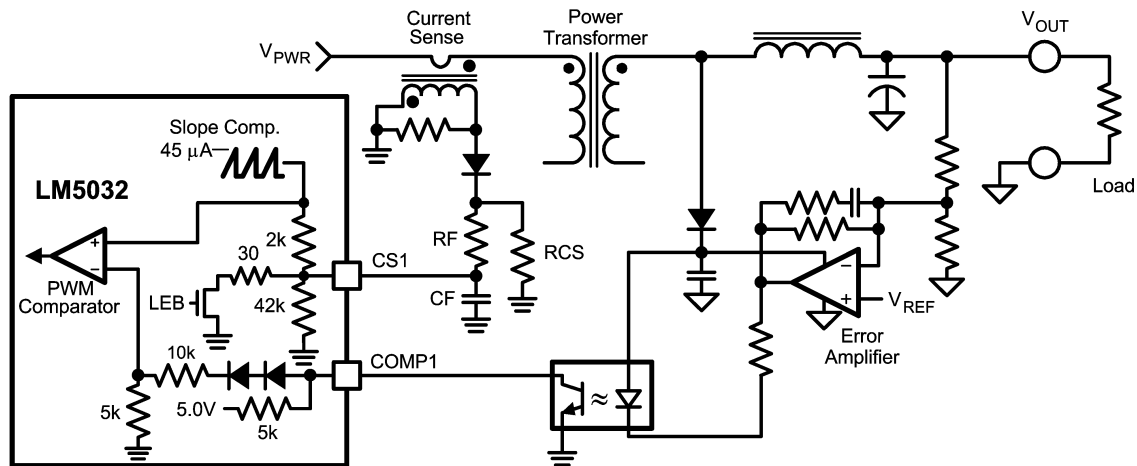 Current
Sense
Power
Transformer
V_OUT
V_PWR
Slope Comp.
45 μA
LM5032
RF
RCS
Load
+
2k
−
30
CS1
PWM
Comparator
LEB
42k
CF
−
+
V_REF
Error
Amplifier
10k
COMP1
5k
5.0V
5k
≈